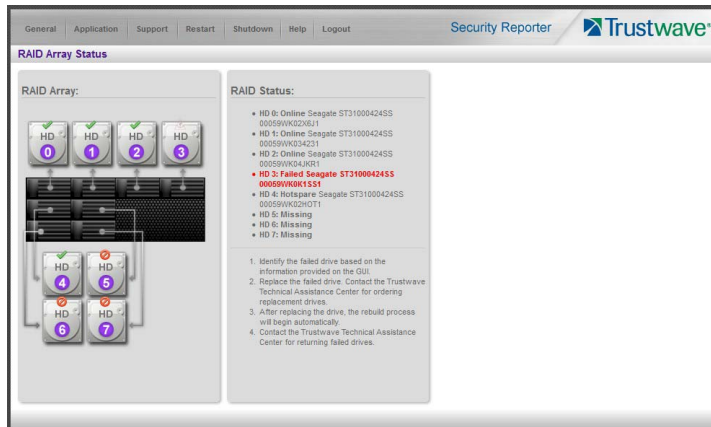 General Application Support Restart Shutdown Help Logout
Security Reporter
Trustwave
RAID Array Status
RAID Array:
HD HD HD HD
0 1 2 3
HD HD
4 5
HD HD
6 7
RAID Status:
• HD 0: Online Seagate ST31000424SS
00059WK02X6J1
• HD 1: Online Seagate ST31000424SS
00059WK034231
• HD 2: Online Seagate ST31000424SS
00059WK04JKR1
• HD 3: Failed Seagate ST31000424SS
00059WK0K1SS1
• HD 4: Hotspare Seagate ST31000424SS
00059WK02HOT1
• HD 5: Missing
• HD 6: Missing
• HD 7: Missing
1. Identify the failed drive based on the
information provided on the GUI.
2. Replace the failed drive. Contact the Trustwave
Technical Assistance Center for ordering
replacement drives.
3. After replacing the drive, the rebuild process
will begin automatically.
4. Contact the Trustwave Technical Assistance
Center for returning failed drives.